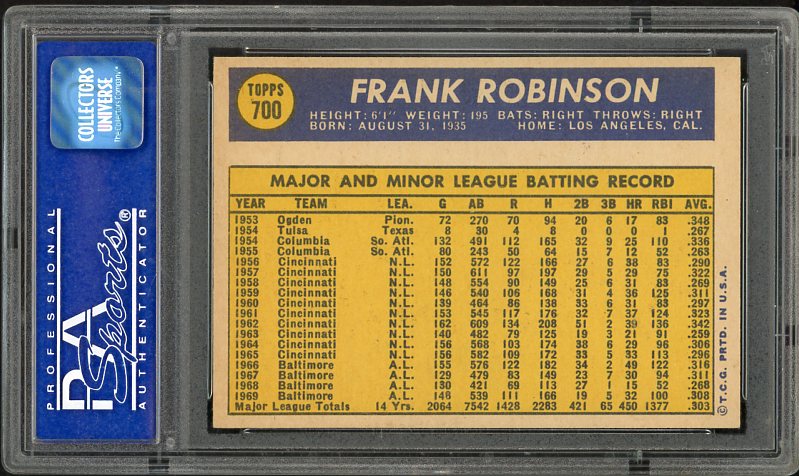 COLLECTORS
UNIVERSE
The Collectors Company™
PSA
Sports®
PROFESSIONAL
AUTHENTICATOR
TOPPS
700
FRANK ROBINSON
HEIGHT: 6'1" WEIGHT: 195 BATS: RIGHT THROWS: RIGHT
BORN: AUGUST 31, 1935 HOME: LOS ANGELES, CAL.
MAJOR AND MINOR LEAGUE BATTING RECORD
YEAR TEAM LEA. G AB R H 2B 3B HR RBI AVG.
1953 Ogden Pion. 72 270 70 94 20 6 17 83 .348
1954 Tulsa Texas 8 30 4 8 0 0 0 1 .267
1954 Columbia So. Atl. 132 491 112 165 32 9 25 110 .336
1955 Columbia So. Atl. 80 243 50 64 15 7 12 52 .263
1956 Cincinnati N.L. 152 572 122 166 27 6 38 83 .290
1957 Cincinnati N.L. 150 611 97 197 29 5 29 75 .322
1958 Cincinnati N.L. 148 554 90 149 25 6 31 83 .269
1959 Cincinnati N.L. 146 540 106 168 31 4 36 125 .311
1960 Cincinnati N.L. 139 464 86 138 33 6 31 83 .297
1961 Cincinnati N.L. 153 545 117 176 32 7 37 124 .323
1962 Cincinnati N.L. 162 609 134 208 51 2 39 136 .342
1963 Cincinnati N.L. 140 482 79 125 19 3 21 91 .259
1964 Cincinnati N.L. 156 568 103 174 38 6 29 96 .306
1965 Cincinnati N.L. 156 582 109 172 33 5 33 113 .296
1966 Baltimore A.L. 155 576 122 182 34 2 49 122 .316
1967 Baltimore A.L. 129 479 83 149 23 7 30 94 .311
1968 Baltimore A.L. 130 421 69 113 27 1 15 52 .268
1969 Baltimore A.L. 148 539 111 166 19 5 32 100 .308
Major League Totals 14 Yrs. 2064 7542 1428 2283 421 65 450 1377 .303
© T.C.G. PRTD. IN U.S.A.